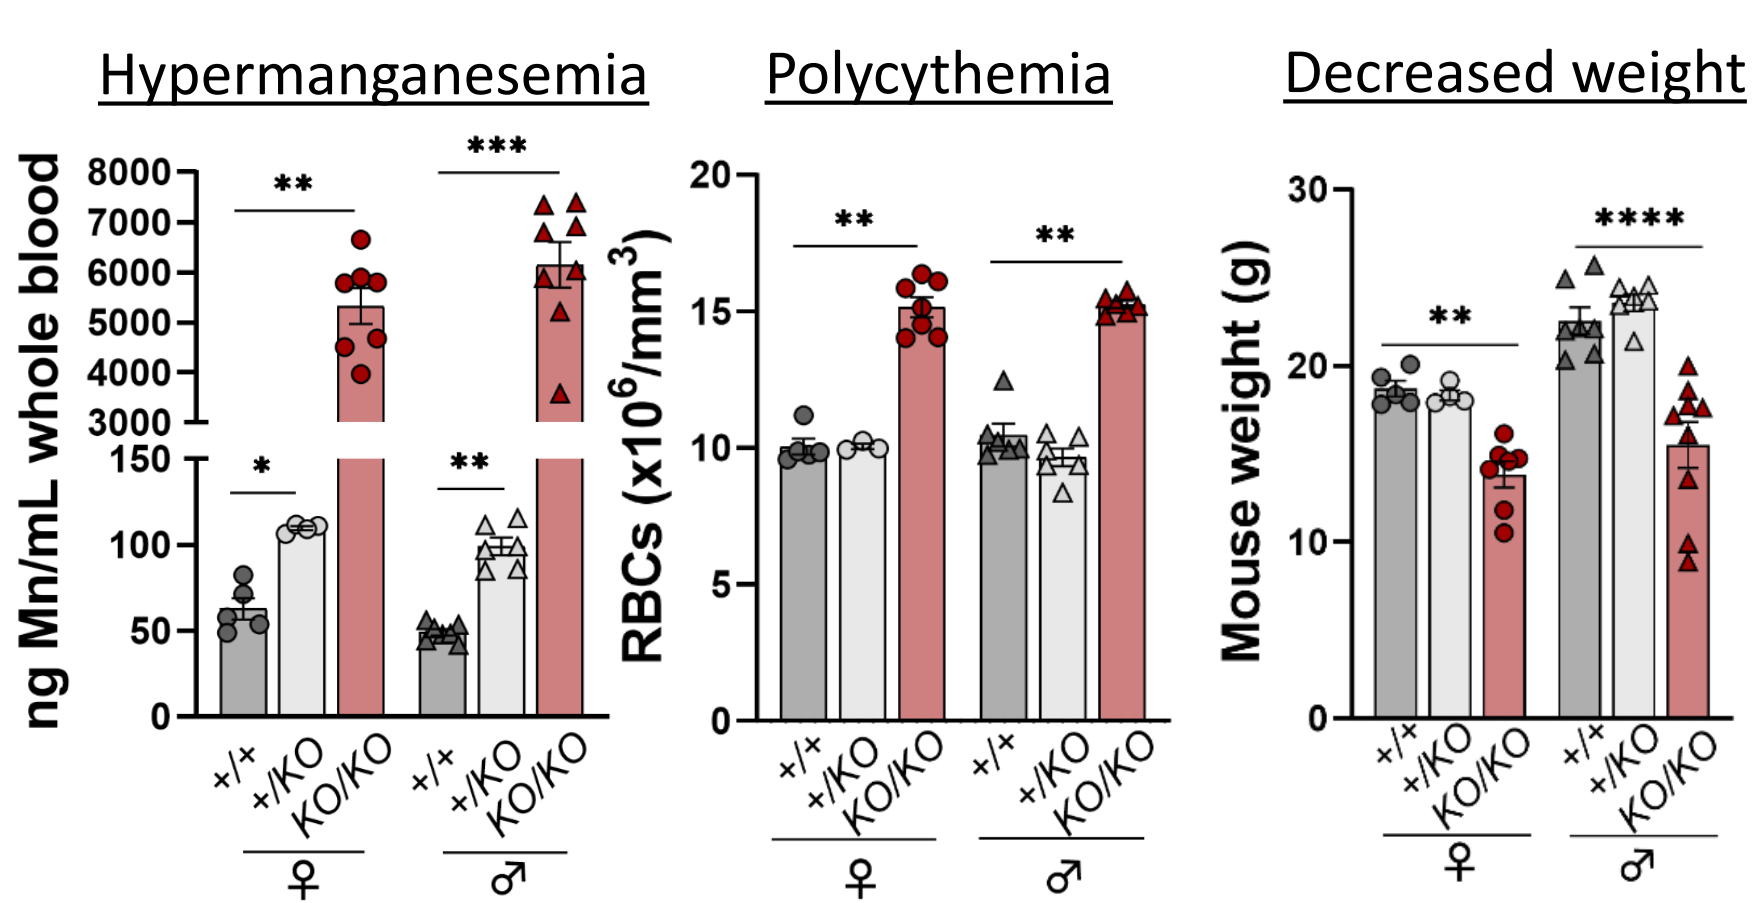 Hypermanganesemia
ng Mn/mL whole blood
8000
7000
6000
5000
4000
3000
150
100
50
0
**
***
*
**
+/+
+/KO
KO/KO
+/+
+/KO
KO/KO
♀
♂
Polycythemia
RBCs (x10⁶/mm³)
20
15
10
5
0
**
**
+/+
+/KO
KO/KO
+/+
+/KO
KO/KO
♀
♂
Decreased weight
Mouse weight (g)
30
20
10
0
**
****
+/+
+/KO
KO/KO
+/+
+/KO
KO/KO
♀
♂